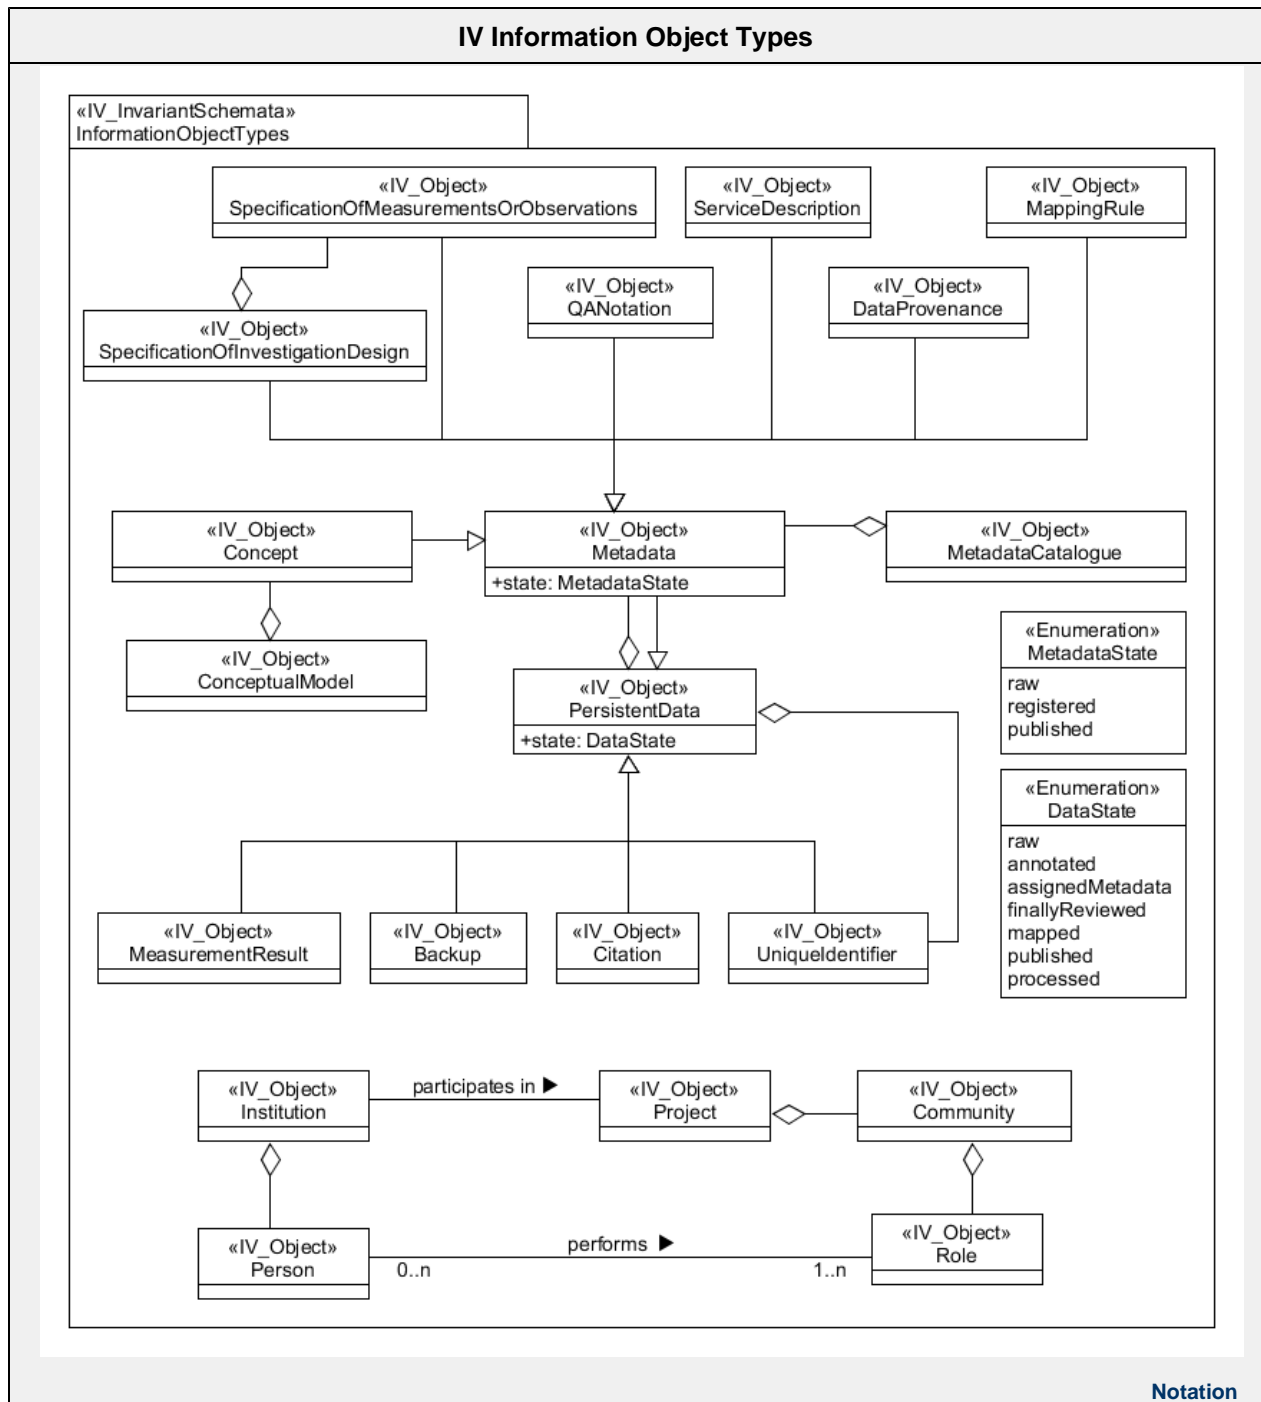 IV Information Object Types
«IV_InvariantSchemata»
InformationObjectTypes
«IV_Object»
SpecificationOfMeasurementsOrObservations
«IV_Object»
ServiceDescription
«IV_Object»
MappingRule
«IV_Object»
QANotation
«IV_Object»
DataProvenance
«IV_Object»
SpecificationOfInvestigationDesign
«IV_Object»
Concept
«IV_Object»
Metadata
+state: MetadataState
«IV_Object»
MetadataCatalogue
«IV_Object»
ConceptualModel
«IV_Object»
PersistentData
+state: DataState
«Enumeration»
MetadataState
raw
registered
published
«Enumeration»
DataState
raw
annotated
assignedMetadata
finallyReviewed
mapped
published
processed
«IV_Object»
MeasurementResult
«IV_Object»
Backup
«IV_Object»
Citation
«IV_Object»
UniqueIdentifier
«IV_Object»
Institution
participates in ▶
«IV_Object»
Project
«IV_Object»
Community
«IV_Object»
Person
performs ▶
0..n
1..n
«IV_Object»
Role
Notation